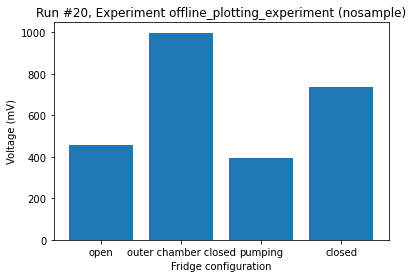 Run #20, Experiment offline_plotting_experiment (nosample)
1000
800
600
400
200
0
Voltage (mV)
open outer chamber closed pumping closed
Fridge configuration